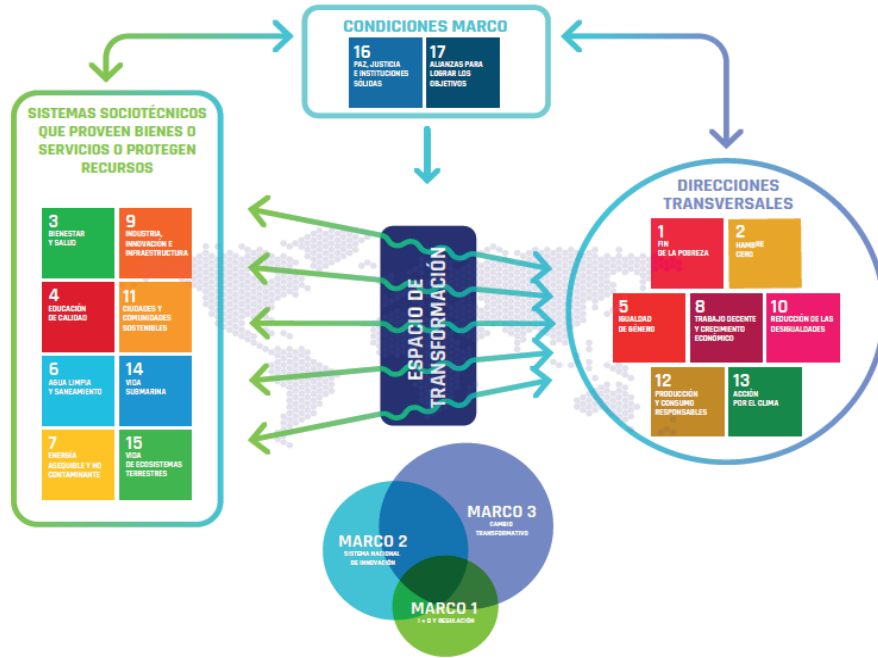 CONDICIONES MARCO
16
PAZ, JUSTICIA
E INSTITUCIONES
SÓLIDAS
17
ALIANZAS PARA
LOGRAR LOS
OBJETIVOS
SISTEMAS SOCIOTÉCNICOS
QUE PROVEEN BIENES O
SERVICIOS O PROTEGEN
RECURSOS
3
BIENESTAR
Y SALUD
9
INDUSTRIA,
INNOVACIÓN E
INFRAESTRUCTURA
4
EDUCACIÓN
DE CALIDAD
11
CIUDADES Y
COMUNIDADES
SOSTENIBLES
6
AGUA LIMPIA
Y SANEAMIENTO
14
VIDA
SUBMARINA
7
ENERGÍA
ASEQUIBLE Y NO
CONTAMINANTE
15
VIDA
DE ECOSISTEMAS
TERRESTRES
ESPACIO DE
TRANSFORMACIÓN
DIRECCIONES
TRANSVERSALES
1
FIN
DE LA POBREZA
2
HAMBRE
CERO
5
IGUALDAD
DE GÉNERO
8
TRABAJO DECENTE
Y CRECIMIENTO
ECONÓMICO
10
REDUCCIÓN DE LAS
DESIGUALDADES
12
PRODUCCIÓN
Y CONSUMO
RESPONSABLES
13
ACCIÓN
POR EL CLIMA
MARCO 3
CAMBIO
TRANSFORMATIVO
MARCO 2
SISTEMA NACIONAL
DE INNOVACIÓN
MARCO 1
I + D Y REGULACIÓN